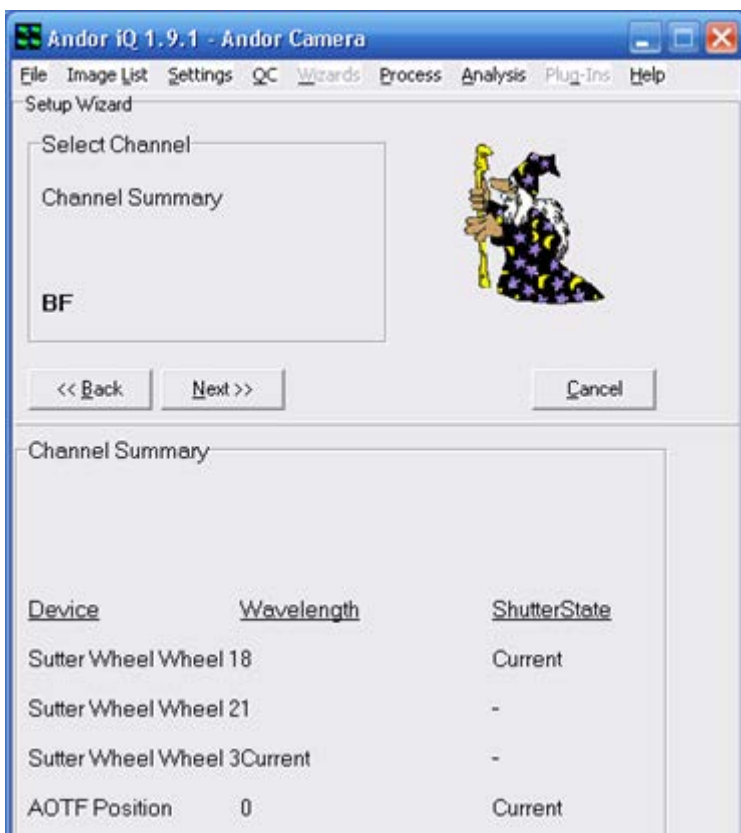 Andor iQ 1.9.1 - Andor Camera
File Image List Settings QC Wizards Process Analysis Plug-Ins Help
Setup Wizard
Select Channel
Channel Summary
BF
<< Back Next >> Cancel
Channel Summary
Device Wavelength ShutterState
Sutter Wheel Wheel 18 Current
Sutter Wheel Wheel 21 -
Sutter Wheel Wheel 3Current -
AOTF Position 0 Current